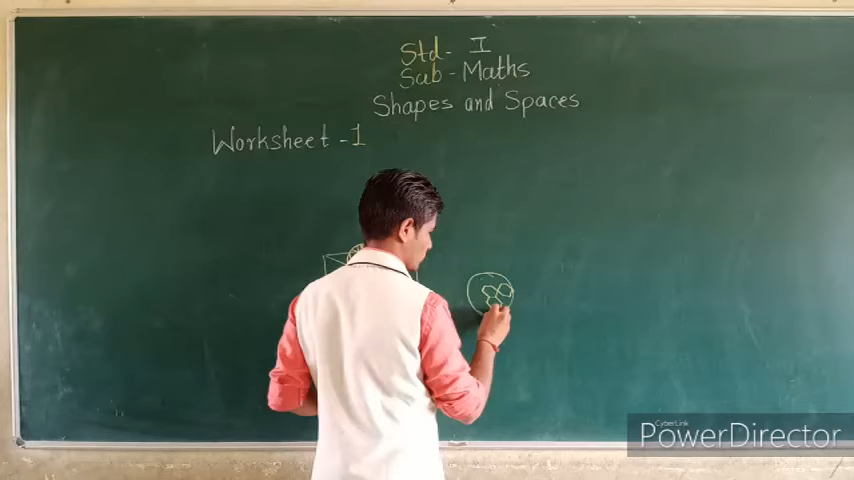 Std - I
Sub - Maths
Shapes and Spaces
Worksheet - 1
CyberLink
PowerDirector